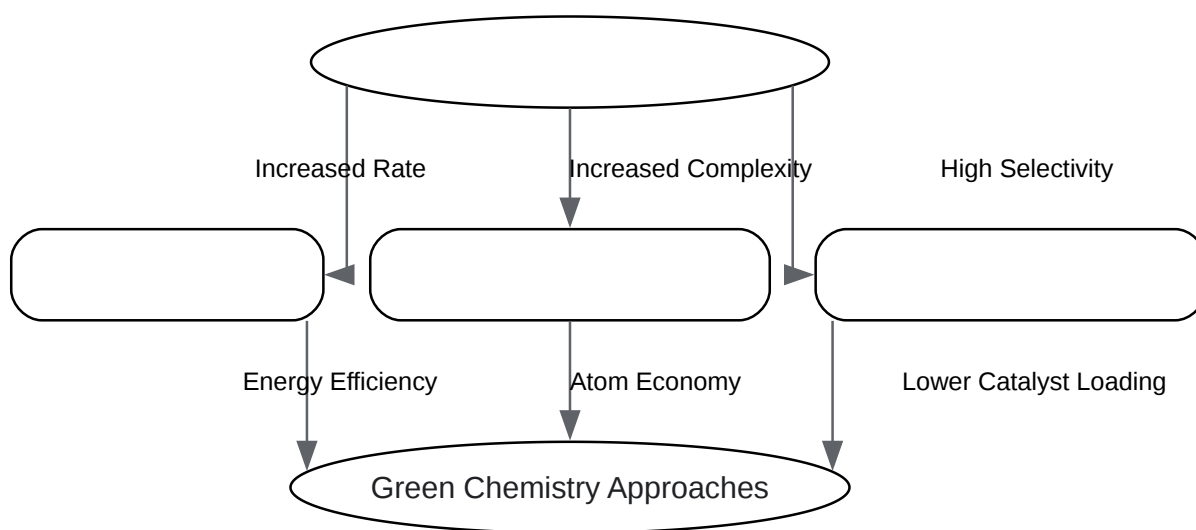 Increased Rate
Increased Complexity
High Selectivity
Energy Efficiency
Atom Economy
Lower Catalyst Loading
Green Chemistry Approaches